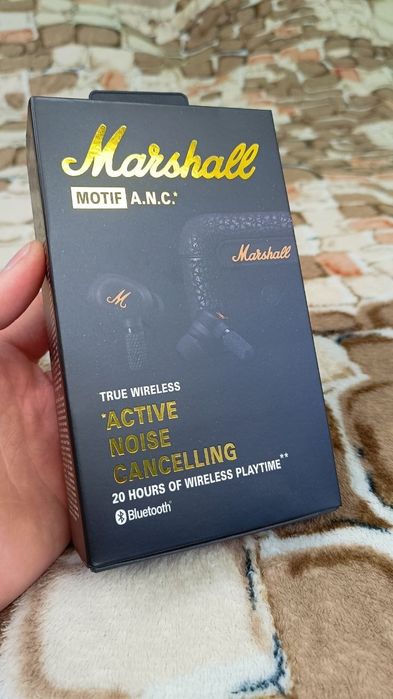 Marshall
MOTIF A.N.C.*
Marshall
M
TRUE WIRELESS
*ACTIVE
NOISE
CANCELLING
20 HOURS OF WIRELESS PLAYTIME**
Bluetooth®